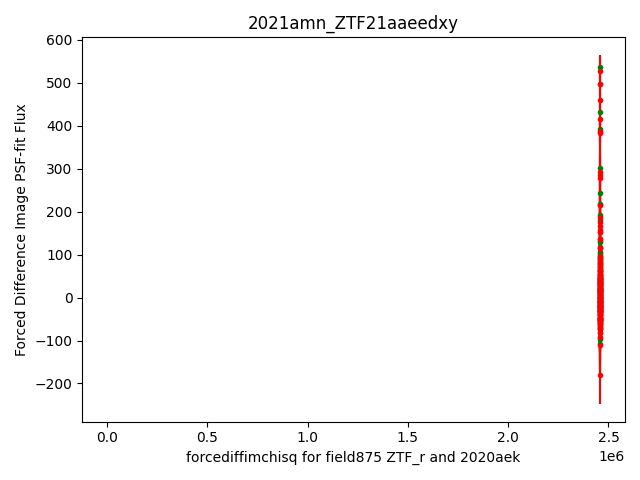 2021amn_ZTF21aaeedxy
600
500
400
300
200
100
0
−100
−200
Forced Difference Image PSF-fit Flux
0.0 0.5 1.0 1.5 2.0 2.5
1e6
forcediffimchisq for field875 ZTF_r and 2020aek